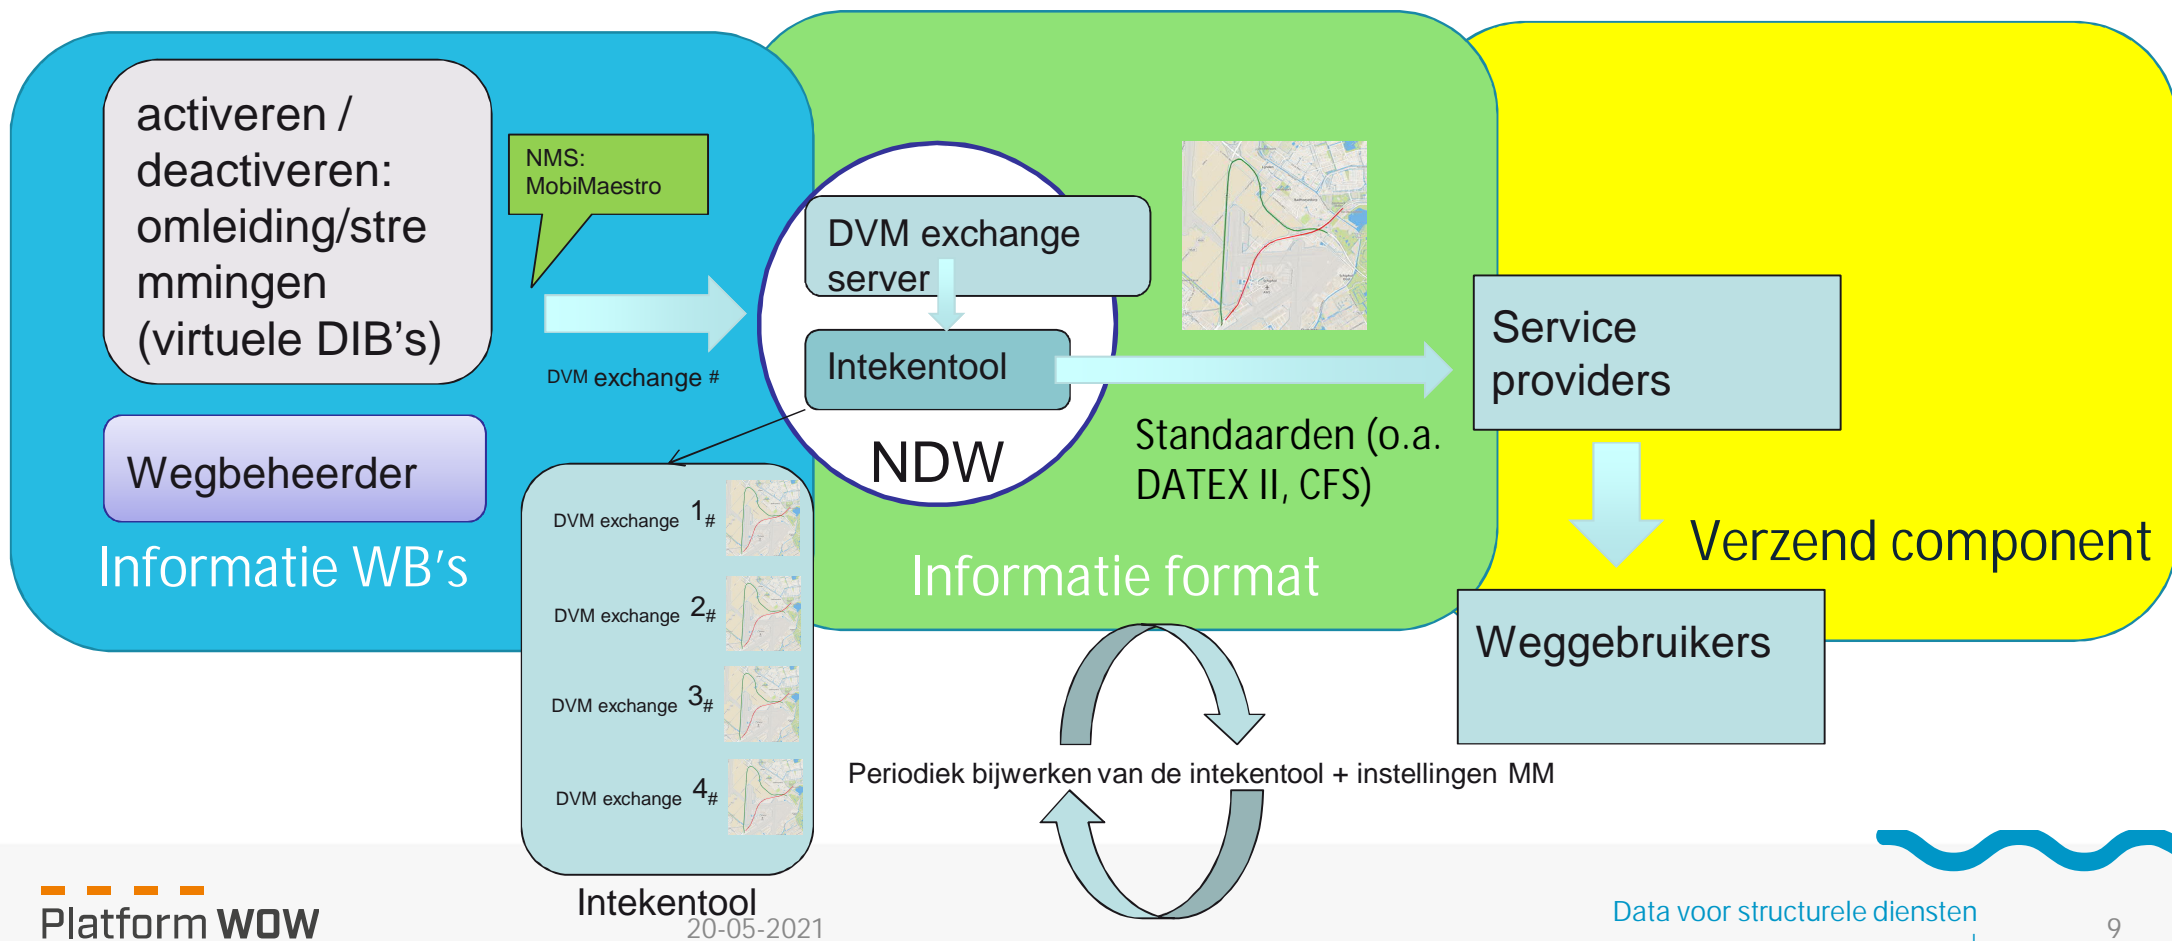 activeren /
deactiveren:
omleiding/stre
mmingen
(virtuele DIB's)
Wegbeheerder
Informatie WB's
NMS:
MobiMaestro
DVM exchange #
DVM exchange
server
Intekentool
NDW
DVM exchange 1#
DVM exchange 2#
DVM exchange 3#
DVM exchange 4#
Intekentool
Standaarden (o.a.
DATEX II, CFS)
Informatie format
Service
providers
Verzend component
Weggebruikers
Periodiek bijwerken van de intekentool + instellingen MM
Platform WOW
20-05-2021
Data voor structurele diensten
9